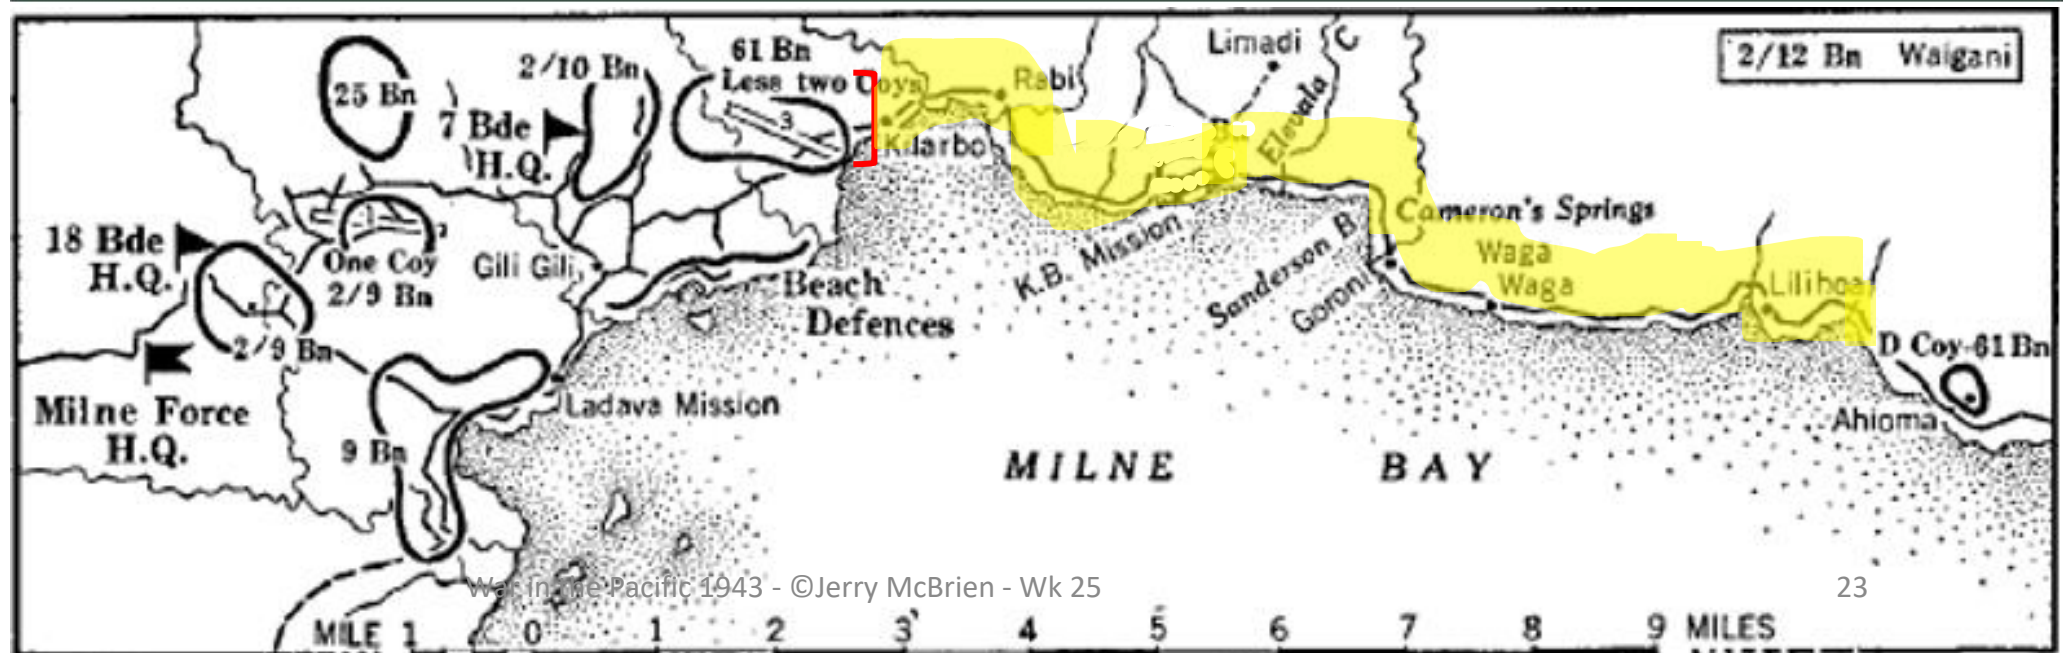 61 Bn
Less two Coys
2/10 Bn
25 Bn
7 Bde
H.Q.
3
Rabi
Kilarbo
Limadi
Elevala C
2/12 Bn Waigani
18 Bde
H.Q.
1
One Coy
2/9 Bn
Gili Gili
Beach
Defences
K.B. Mission
Sanderson B.
Goroni
Cameron's Springs
Waga
Waga
Lilihoa
D Coy-61 Bn
Ahioma
2/9 Bn
Milne Force
H.Q.
9 Bn
Ladava Mission
MILNE BAY
War in the Pacific 1943 - ©Jerry McBrien - Wk 25
23
MILE 1 0 1 2 3 4 5 6 7 8 9 MILES